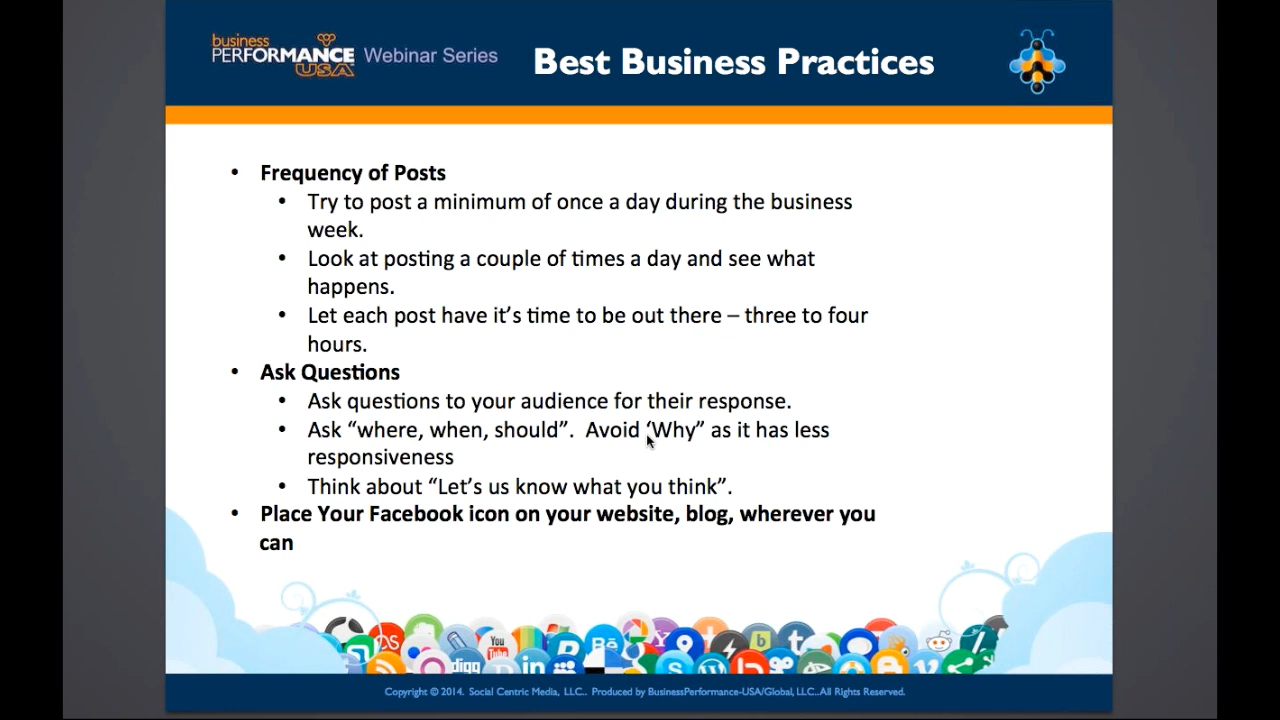 business
PERFORMANCE
USA
Webinar Series
Best Business Practices
• Frequency of Posts
• Try to post a minimum of once a day during the business
week.
• Look at posting a couple of times a day and see what
happens.
• Let each post have it’s time to be out there – three to four
hours.
• Ask Questions
• Ask questions to your audience for their response.
• Ask “where, when, should”.  Avoid ‘Why” as it has less
responsiveness
• Think about “Let’s us know what you think”.
• Place Your Facebook icon on your website, blog, wherever you
can
You
Tube
Bē
digg
in
Copyright © 2014. Social Centric Media, LLC.. Produced by BusinessPerformance-USA/Global, LLC..All Rights Reserved.